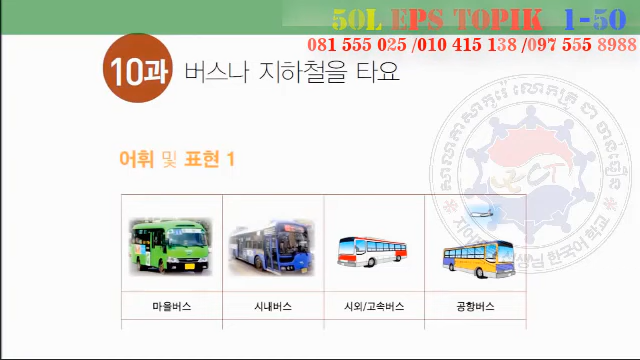 50L EPS TOPIK 1-50
081 555 025 /010 415 138 /097 555 8988
10과 버스나 지하철을 타요
어휘 및 표현 1
마을버스 시내버스 시외/고속버스 공항버스